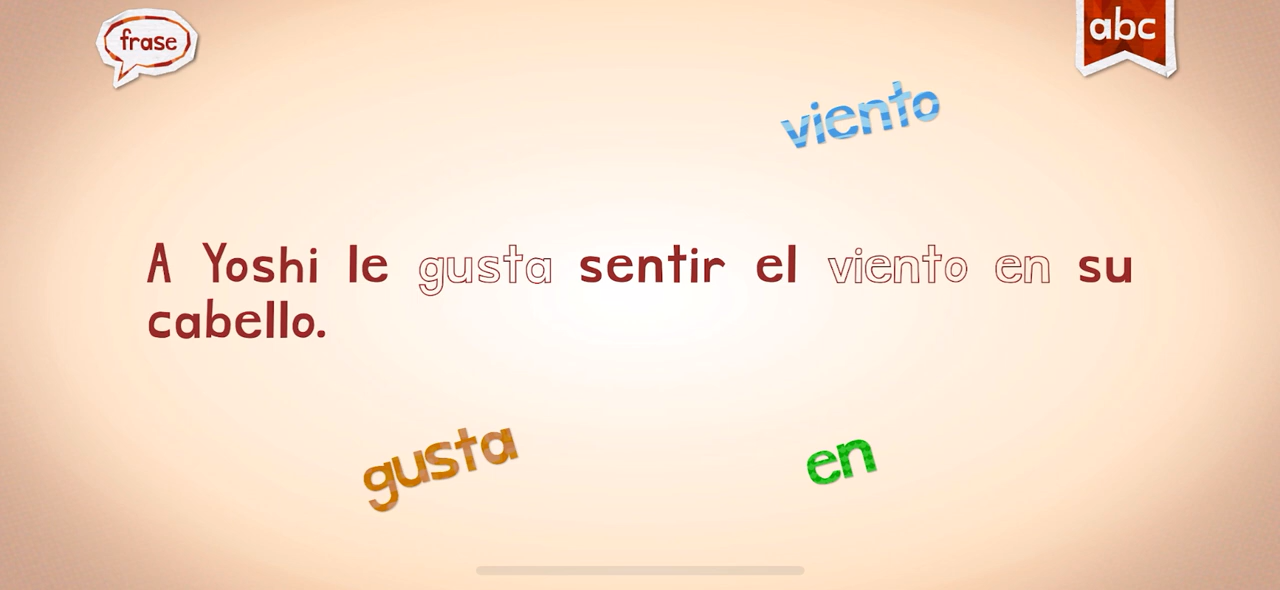 frase
abc
viento
A Yoshi le gusta sentir el viento en su
cabello.
gusta
en